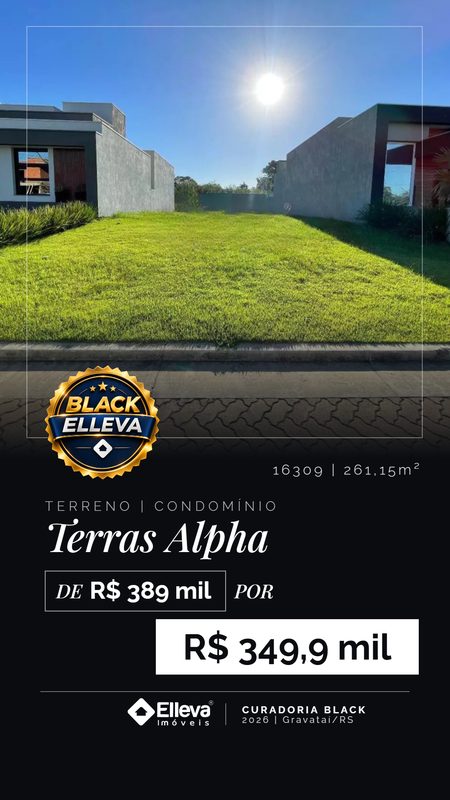 BLACK
ELLEVA
16309 | 261,15m²
TERRENO | CONDOMÍNIO
Terras Alpha
DE R$ 389 mil POR
R$ 349,9 mil
Elleva®
Imóveis
CURADORIA BLACK
2026 | Gravataí/RS